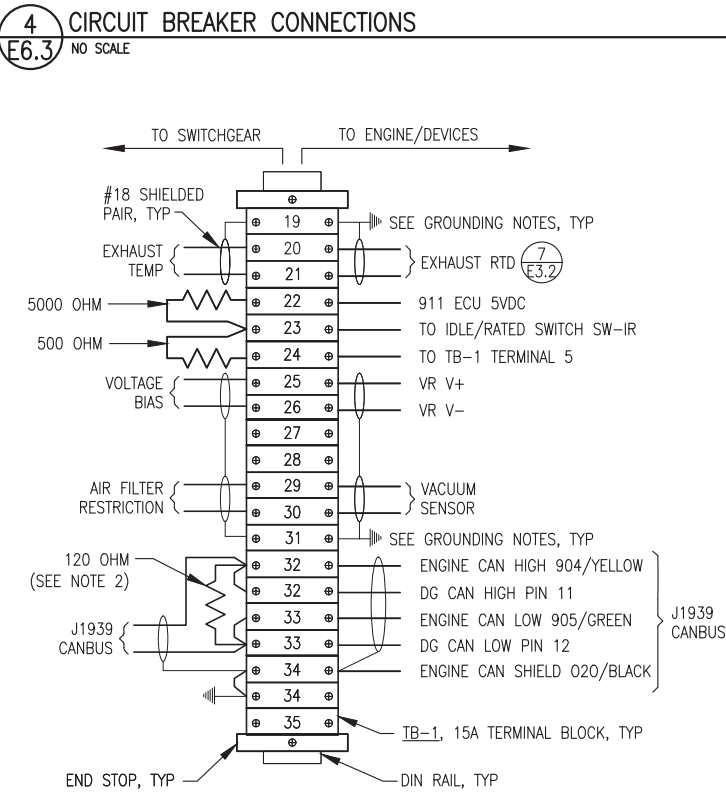 4
E6.3
CIRCUIT BREAKER CONNECTIONS
NO SCALE
TO SWITCHGEAR
TO ENGINE/DEVICES
#18 SHIELDED
PAIR, TYP
19
SEE GROUNDING NOTES, TYP
EXHAUST
TEMP
20
21
EXHAUST RTD
7
E3.2
5000 OHM
22
911 ECU 5VDC
23
TO IDLE/RATED SWITCH SW-IR
500 OHM
24
TO TB-1 TERMINAL 5
VOLTAGE
BIAS
25
VR V+
26
VR V-
27
28
AIR FILTER
RESTRICTION
29
30
VACUUM
SENSOR
31
SEE GROUNDING NOTES, TYP
120 OHM
(SEE NOTE 2)
32
ENGINE CAN HIGH 904/YELLOW
32
DG CAN HIGH PIN 11
33
ENGINE CAN LOW 905/GREEN
J1939
CANBUS
33
DG CAN LOW PIN 12
34
ENGINE CAN SHIELD 020/BLACK
J1939
CANBUS
34
35
TB-1, 15A TERMINAL BLOCK, TYP
END STOP, TYP
DIN RAIL, TYP